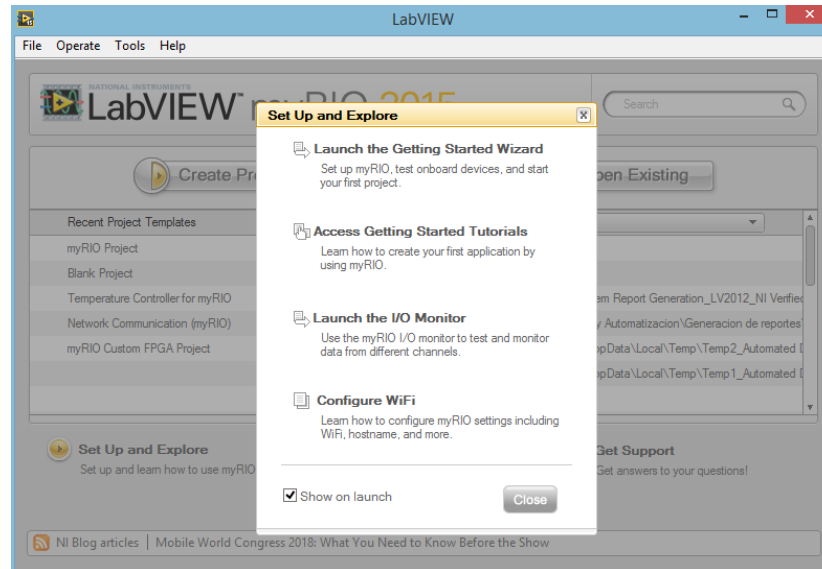 LabVIEW
File Operate Tools Help
NATIONAL INSTRUMENTS
LabVIEW™ myRIO 2015
Search
Set Up and Explore
Launch the Getting Started Wizard
Set up myRIO, test onboard devices, and start
your first project.
Access Getting Started Tutorials
Learn how to create your first application by
using myRIO.
Launch the I/O Monitor
Use the myRIO I/O monitor to test and monitor
data from different channels.
Configure WiFi
Learn how to configure myRIO settings including
WiFi, hostname, and more.
Show on launch
Close
Create Pr
Existing
Recent Project Templates
myRIO Project
Blank Project
Temperature Controller for myRIO
em Report Generation_LV2012_NI Verified
Network Communication (myRIO)
y Automatizacion\Generacion de reportes
myRIO Custom FPGA Project
ppData\Local\Temp\Temp2_Automated
ppData\Local\Temp\Temp1_Automated
Set Up and Explore
Set up and learn how to use myRIO
Get Support
Get answers to your questions!
NI Blog articles | Mobile World Congress 2018: What You Need to Know Before the Show